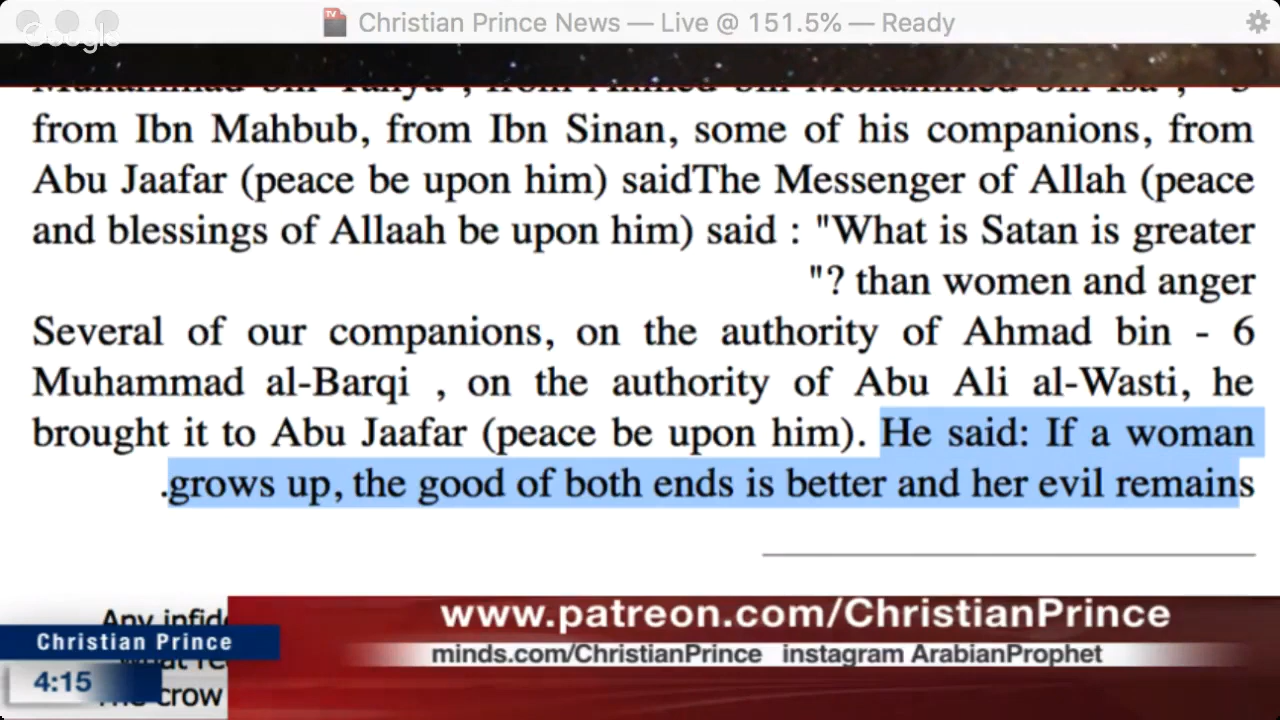 Christian Prince News — Live @ 151.5% — Ready
Google
from Ibn Mahbub, from Ibn Sinan, some of his companions, from
Abu Jaafar (peace be upon him) saidThe Messenger of Allah (peace
and blessings of Allaah be upon him) said : "What is Satan is greater
"? than women and anger
Several of our companions, on the authority of Ahmad bin - 6
Muhammad al-Barqi , on the authority of Abu Ali al-Wasti, he
brought it to Abu Jaafar (peace be upon him). He said: If a woman
.grows up, the good of both ends is better and her evil remains
www.patreon.com/ChristianPrince
Any
Christian Prince
minds.com/ChristianPrince instagram ArabianProphet
4:15
crow